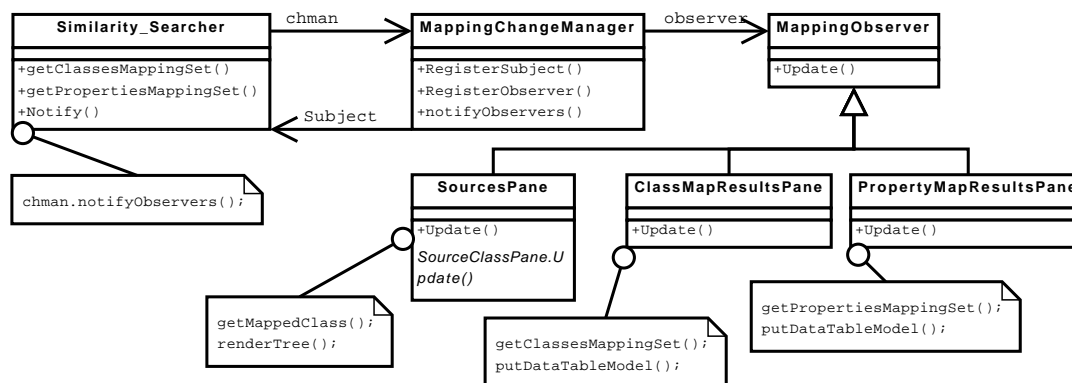 Similarity_Searcher
+getClassesMappingSet()
+getPropertiesMappingSet()
+Notify()
chman
MappingChangeManager
+RegisterSubject()
+RegisterObserver()
+notifyObservers()
observer
MappingObserver
+Update()
Subject
chman.notifyObservers();
SourcesPane
+Update()
SourceClassPane.U
pdate()
ClassMapResultsPane
+Update()
PropertyMapResultsPane
+Update()
getMappedClass();
renderTree();
getClassesMappingSet();
putDataTableModel();
getPropertiesMappingSet();
putDataTableModel();